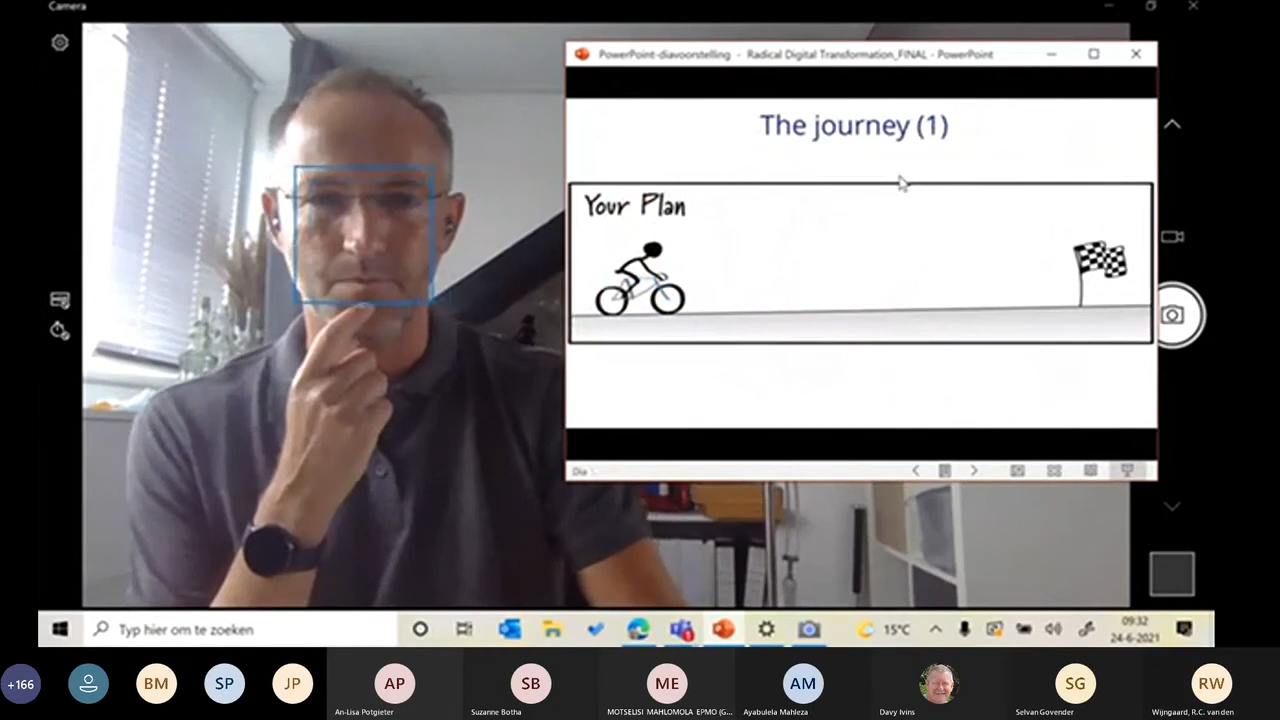 Camera
PowerPoint-diavoorstelling - Radical Digital Transformation_FINAL - PowerPoint
The journey (1)
Your Plan
Dia
Typ hier om te zoeken
15°C
09:32
24-6-2021
+166
BM
SP
JP
AP
SB
ME
AM
SG
RW
An-Lisa Potgieter
Suzanne Botha
MOTSELISI MAHLOMOLA EPMO (G...
Ayabulela Mahleza
Davy Ivins
Selvan Govender
Wijngaard, R.C. van den